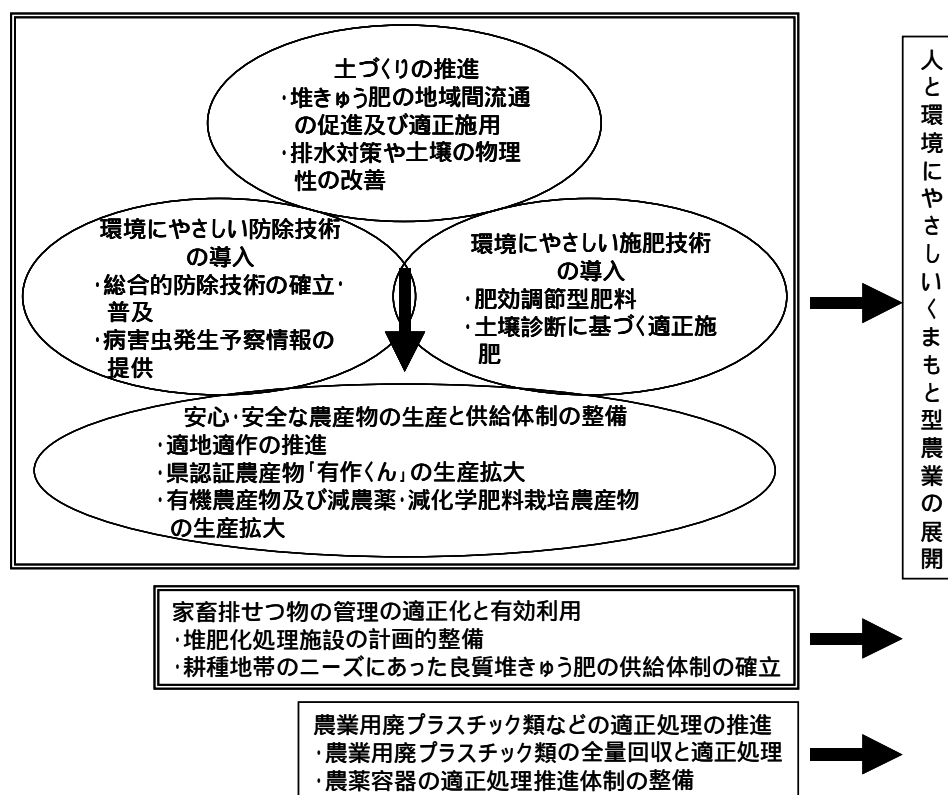 土づくりの推進
・堆きゅう肥の地域間流通
の促進及び適正施用
・排水対策や土壌の物理
性の改善
環境にやさしい防除技術
の導入
・総合的防除技術の確立・
普及
・病害虫発生予察情報の
提供
環境にやさしい施肥技術
の導入
・肥効調節型肥料
・土壌診断に基づく適正施
肥
安心・安全な農産物の生産と供給体制の整備
・適地適作の推進
・県認証農産物「有作くん」の生産拡大
・有機農産物及び減農薬・減化学肥料栽培農産物
の生産拡大
人と環境にやさしいくまもと型農業の展開
家畜排せつ物の管理の適正化と有効利用
・堆肥化処理施設の計画的整備
・耕種地帯のニーズにあった良質堆きゅう肥の供給体制の確立
農業用廃プラスチック類などの適正処理の推進
・農業用廃プラスチック類の全量回収と適正処理
・農薬容器の適正処理推進体制の整備